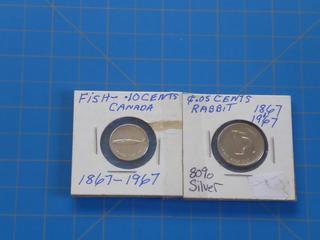 FISH- .10 CENTS
CANADA
1867-1967
¢.05 CENTS
RABBIT 1867
1967
80%
Silver